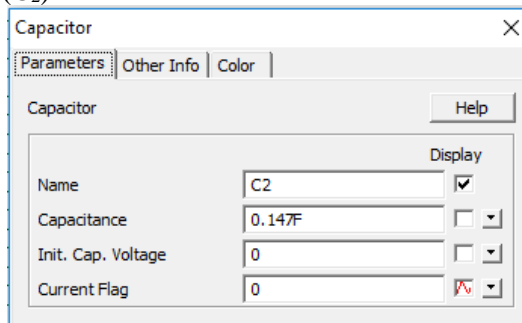 Capacitor
Parameters Other Info Color
Capacitor Help
Display
Name C2
Capacitance 0.147F
Init. Cap. Voltage 0
Current Flag 0